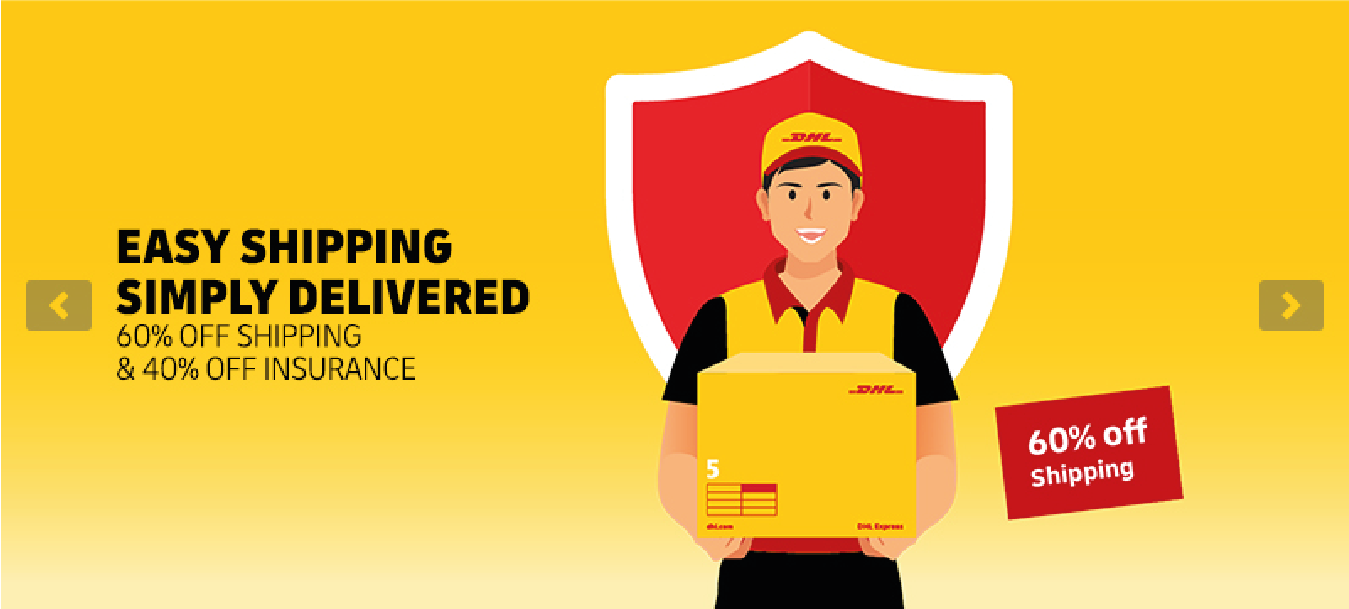 EASY SHIPPING
SIMPLY DELIVERED
60% OFF SHIPPING
& 40% OFF INSURANCE
DHL
DHL
5
dhl.com
DHL Express
60% off
Shipping